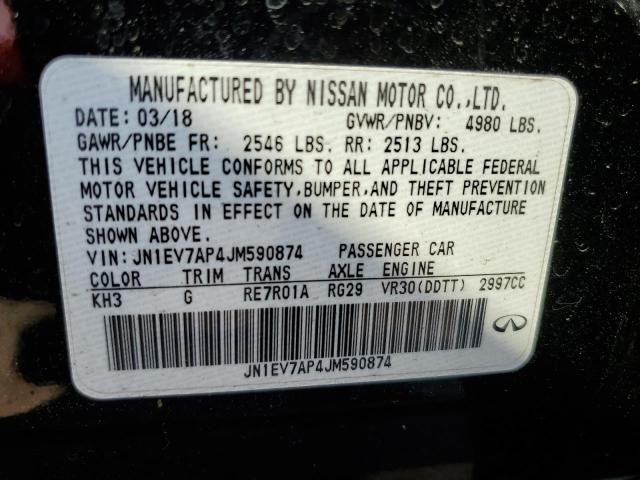 MANUFACTURED BY NISSAN MOTOR CO.,LTD.
DATE: 03/18 GVWR/PNBV: 4980 LBS.
GAWR/PNBE FR: 2546 LBS. RR: 2513 LBS.
THIS VEHICLE CONFORMS TO ALL APPLICABLE FEDERAL
MOTOR VEHICLE SAFETY,BUMPER,AND THEFT PREVENTION
STANDARDS IN EFFECT ON THE DATE OF MANUFACTURE
SHOWN ABOVE.
VIN:JN1EV7AP4JM590874 PASSENGER CAR
COLOR TRIM TRANS AXLE ENGINE
KH3 G RE7R01A RG29 VR30(DDTT) 2997CC
JN1EV7AP4JM590874